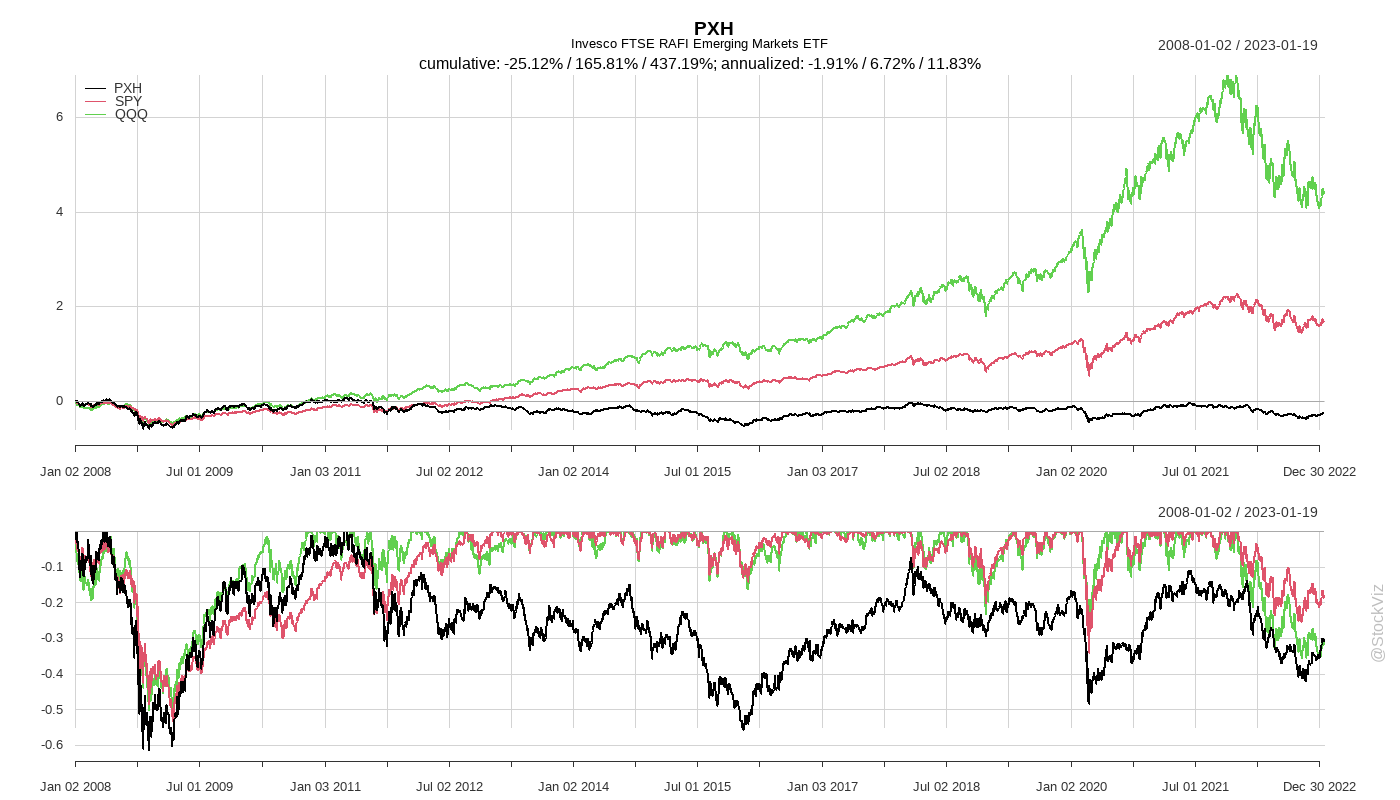 PXH
Invesco FTSE RAFI Emerging Markets ETF
2008-01-02 / 2023-01-19
cumulative: -25.12% / 165.81% / 437.19%; annualized: -1.91% / 6.72% / 11.83%
PXH
SPY
QQQ
6
4
2
0
Jan 02 2008 Jul 01 2009 Jan 03 2011 Jul 02 2012 Jan 02 2014 Jul 01 2015 Jan 03 2017 Jul 02 2018 Jan 02 2020 Jul 01 2021 Dec 30 2022
2008-01-02 / 2023-01-19
-0.1
-0.2
-0.3
-0.4
-0.5
-0.6
Jan 02 2008 Jul 01 2009 Jan 03 2011 Jul 02 2012 Jan 02 2014 Jul 01 2015 Jan 03 2017 Jul 02 2018 Jan 02 2020 Jul 01 2021 Dec 30 2022
@StockViz